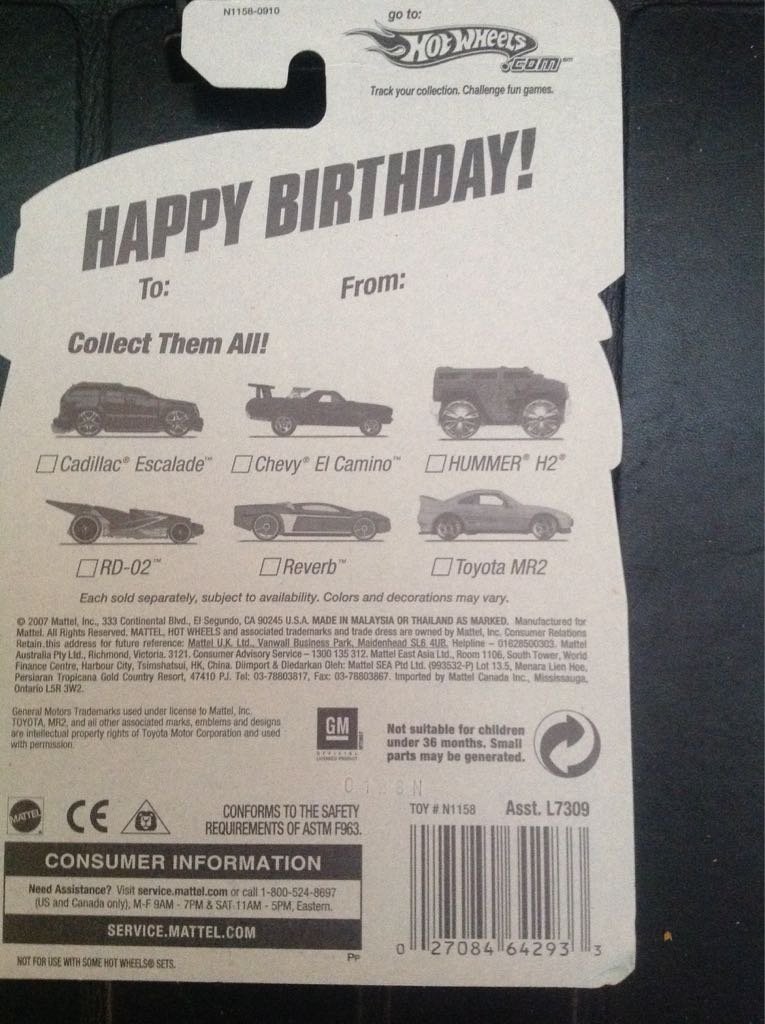 N1158-0910
go to:
HOT WHEELS
.COM℠
Track your collection. Challenge fun games.
HAPPY BIRTHDAY!
To: From:
Collect Them All!
Cadillac® Escalade™ Chevy® El Camino™ HUMMER® H2®
RD-02™ Reverb™ Toyota MR2
Each sold separately, subject to availability. Colors and decorations may vary.
© 2007 Mattel, Inc., 333 Continental Blvd., El Segundo, CA 90245 U.S.A. MADE IN MALAYSIA OR THAILAND AS MARKED. Manufactured for
Mattel. All Rights Reserved. MATTEL, HOT WHEELS and associated trademarks and trade dress are owned by Mattel, Inc. Consumer Relations
Retain this address for future reference: Mattel U.K. Ltd., Vanwall Business Park, Maidenhead SL6 4UB. Helpline – 01628500303. Mattel
Australia Pty Ltd., Richmond, Victoria. 3121. Consumer Advisory Service – 1300 135 312. Mattel East Asia Ltd., Room 1106, South Tower, World
Finance Centre, Harbour City, Tsimshatsui, HK, China. Diimport & Diedarkan Oleh: Mattel SEA Ptd Ltd. (993532-P) Lot 13.5, Menara Lien Hoe,
Persiaran Tropicana Gold Country Resort, 47410 PJ. Tel: 03-78803817, Fax: 03-78803867. Imported by Mattel Canada Inc., Mississauga,
Ontario L5R 3W2.
General Motors Trademarks used under license to Mattel, Inc.
TOYOTA, MR2, and all other associated marks, emblems and designs
are intellectual property rights of Toyota Motor Corporation and used
with permission.
GM
OFFICIAL
LICENSED PRODUCT
Not suitable for children
under 36 months. Small
parts may be generated.
MATTEL
CE
CONFORMS TO THE SAFETY
REQUIREMENTS OF ASTM F963.
TOY # N1158 Asst. L7309
CONSUMER INFORMATION
Need Assistance? Visit service.mattel.com or call 1-800-524-8697
(US and Canada only), M-F 9AM - 7PM & SAT 11AM - 5PM, Eastern.
SERVICE.MATTEL.COM
0 27084 64293 3
NOT FOR USE WITH SOME HOT WHEELS® SETS.
Pp